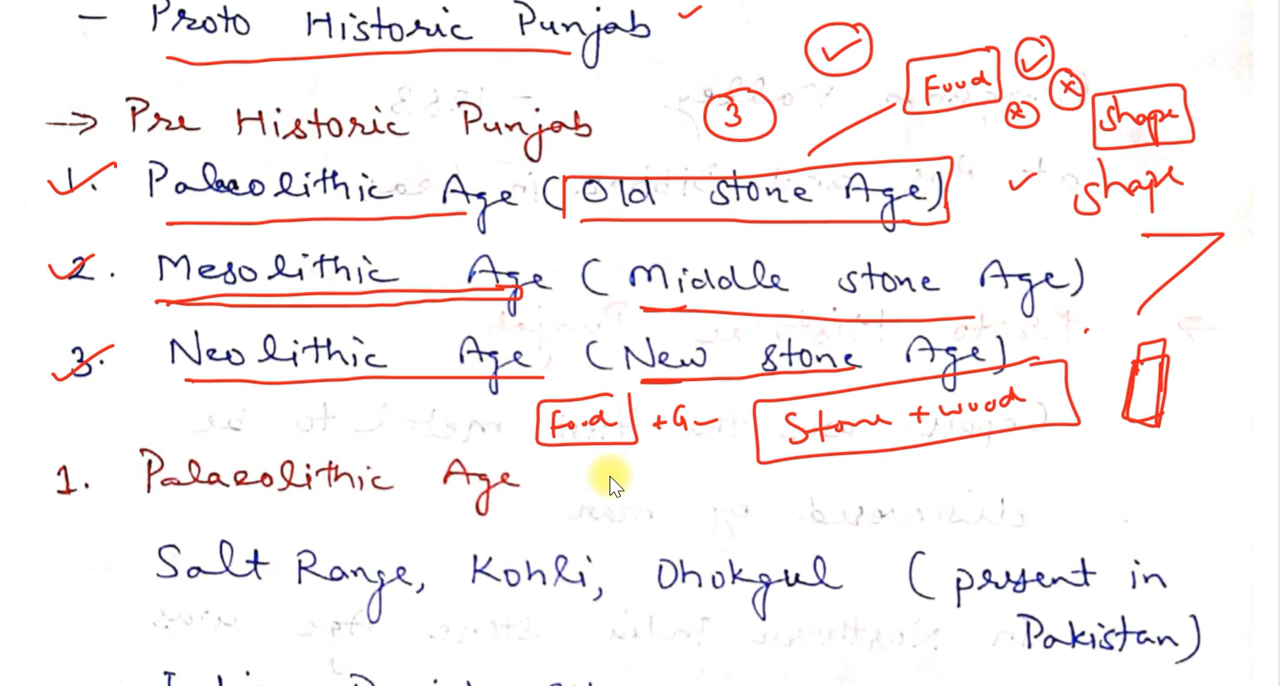 - Proto Historic Punjab
Food
→ Pre Historic Punjab
3
shape
1. Palaeolithic Age (Old stone Age)
shape
2. Mesolithic Age (Middle stone Age)
3. Neolithic Age (New stone Age)
Food + G
Stone + wood
1. Palaeolithic Age
Salt Range, Kohli, Dhokgul (present in
Pakistan)